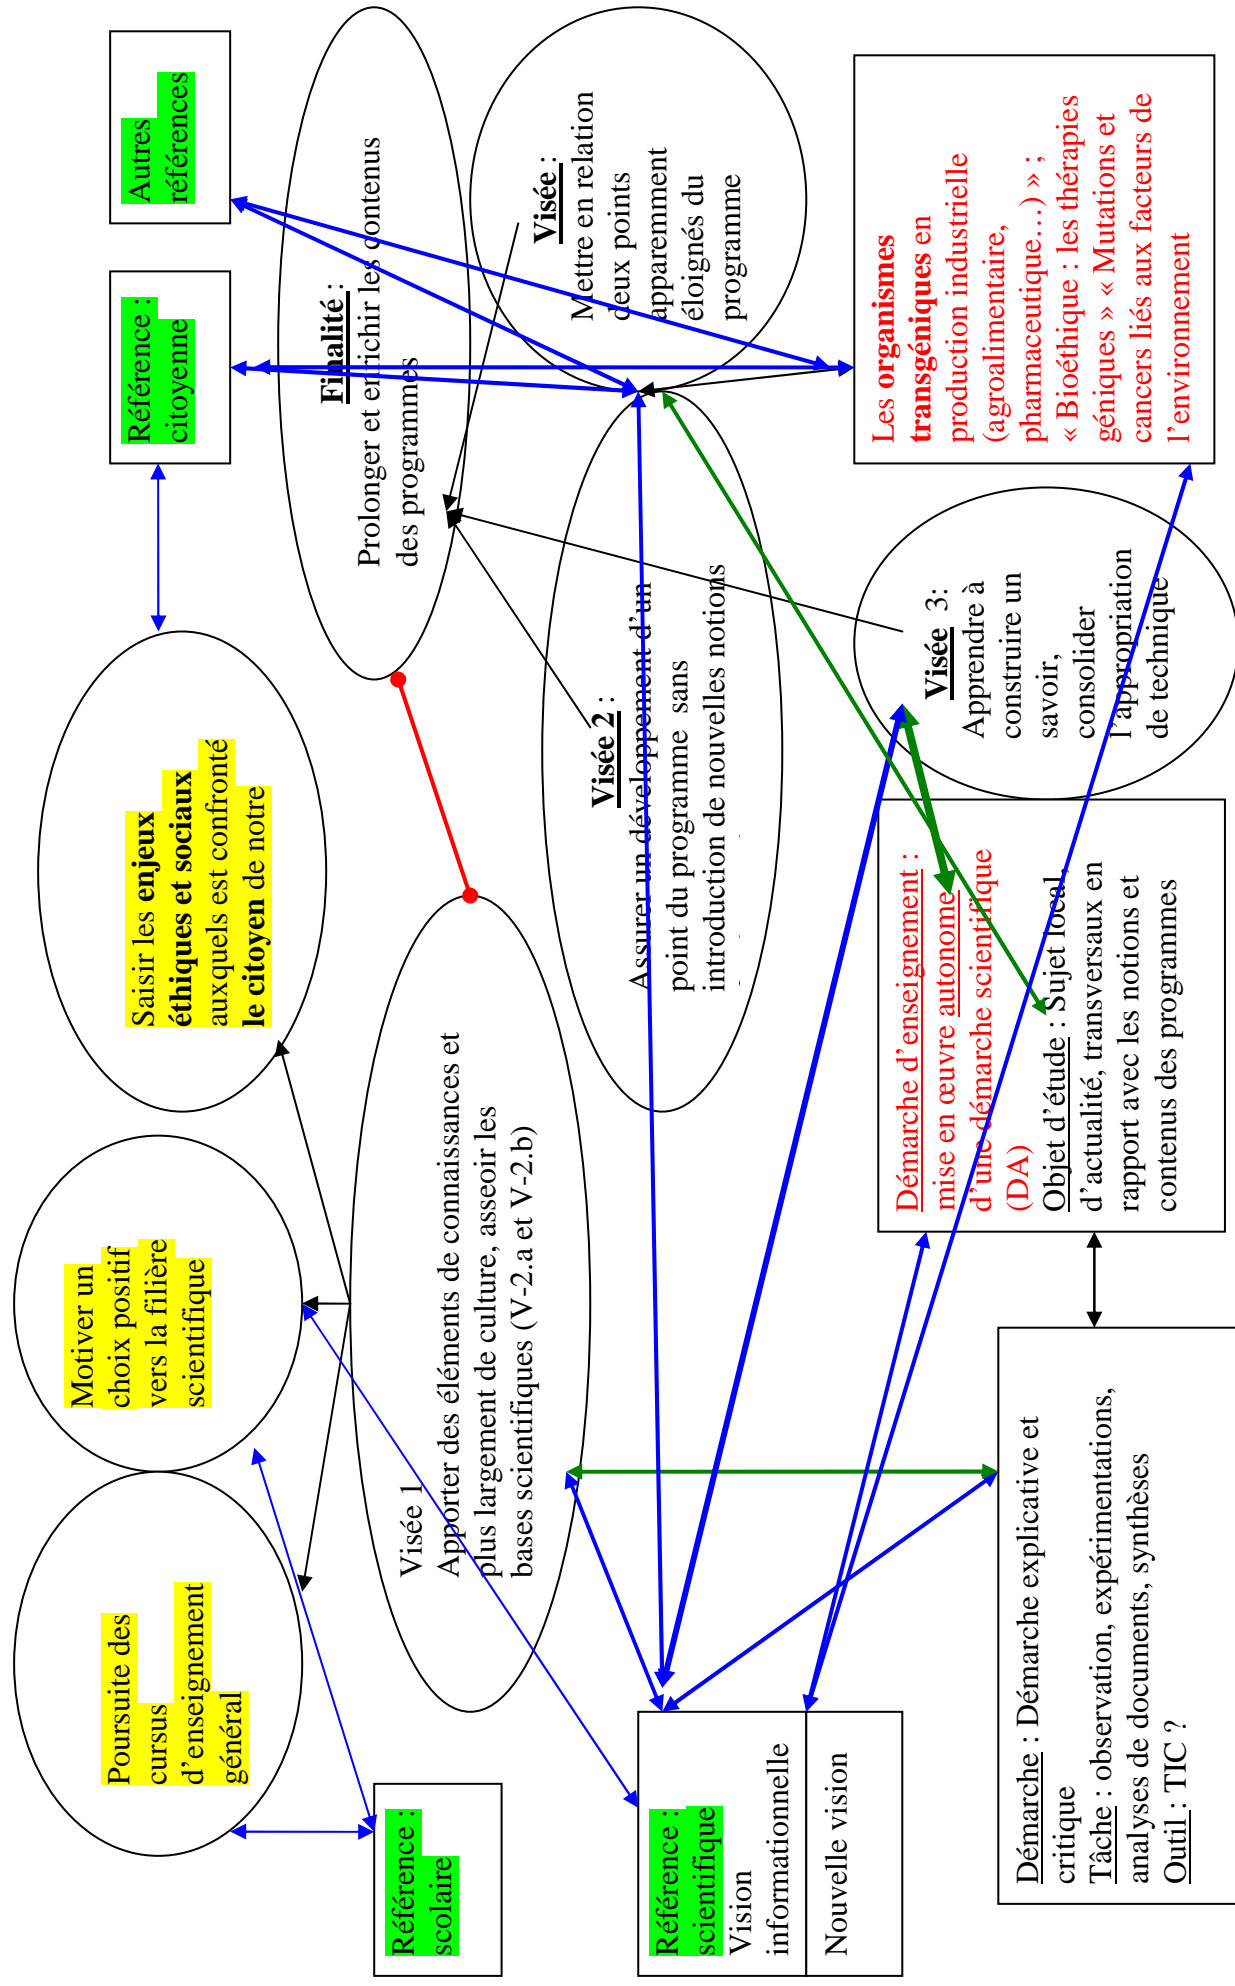 Poursuite des
cursus
d'enseignement
général
Motiver un
choix positif
vers la filière
scientifique
Saisir les enjeux
éthiques et sociaux
auxquels est confronté
le citoyen de notre
Référence :
citoyenne
Autres
références
Référence :
scolaire
Visée 1
Apporter des éléments de connaissances et
plus largement de culture, asseoir les
bases scientifiques (V-2.a et V-2.b)
Finalité :
Prolonger et enrichir les contenus
des programmes
Référence :
scientifique
Vision
informationnelle
Nouvelle vision
Visée 2 :
Assurer un développement d'un
point du programme sans
introduction de nouvelles notions
Visée :
Mettre en relation
deux points
apparemment
éloignés du
programme
Démarche : Démarche explicative et
critique
Tâche : observation, expérimentations,
analyses de documents, synthèses
Outil : TIC ?
Démarche d'enseignement :
mise en œuvre autonome
d'une démarche scientifique
(DA)
Objet d'étude : Sujet local,
d'actualité, transversaux en
rapport avec les notions et
contenus des programmes
Visée 3:
Apprendre à
construire un
savoir,
consolider
l'appropriation
de technique
Les organismes
transgéniques en
production industrielle
(agroalimentaire,
pharmaceutique…) » ;
« Bioéthique : les thérapies
géniques » « Mutations et
cancers liés aux facteurs de
l'environnement